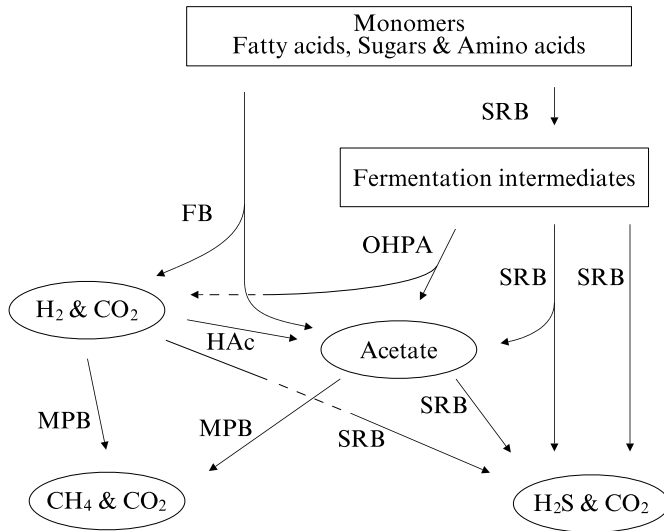 Monomers
Fatty acids, Sugars & Amino acids
SRB
Fermentation intermediates
FB
OHPA
SRB
SRB
H₂ & CO₂
HAc
Acetate
SRB
MPB
MPB
SRB
CH₄ & CO₂
H₂S & CO₂